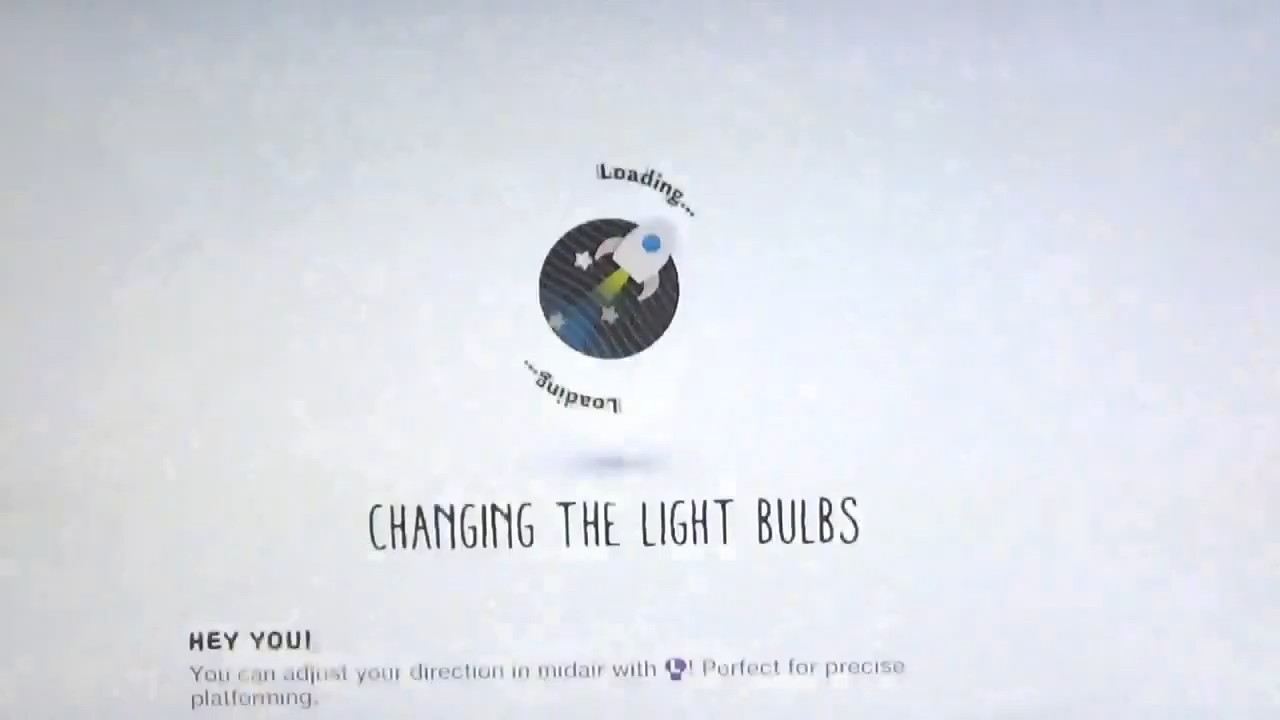 Loading...
Loading...
CHANGING THE LIGHT BULBS
HEY YOU!
You can adjust your direction in midair with L! Perfect for precise
platforming.